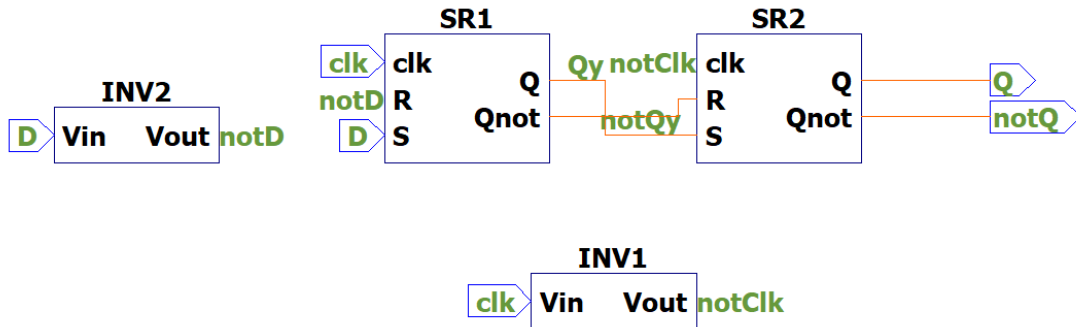 SR1 SR2
clk clk Qy notClk clk
INV2 Q Q Q
notD R R
D Vin Vout notD Qnot notQy Qnot notQ
D S S
INV1
clk Vin Vout notClk